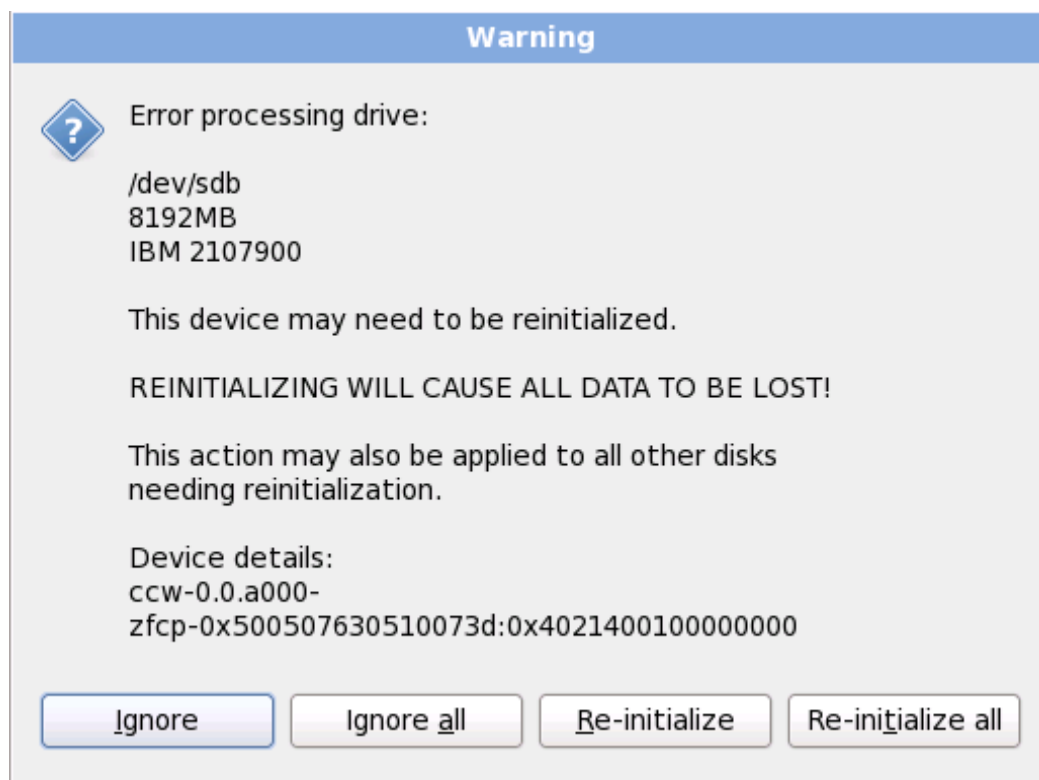 Warning
Error processing drive:
/dev/sdb
8192MB
IBM 2107900
This device may need to be reinitialized.
REINITIALIZING WILL CAUSE ALL DATA TO BE LOST!
This action may also be applied to all other disks
needing reinitialization.
Device details:
ccw-0.0.a000-
zfcp-0x500507630510073d:0x4021400100000000
Ignore
Ignore all
Re-initialize
Re-initialize all